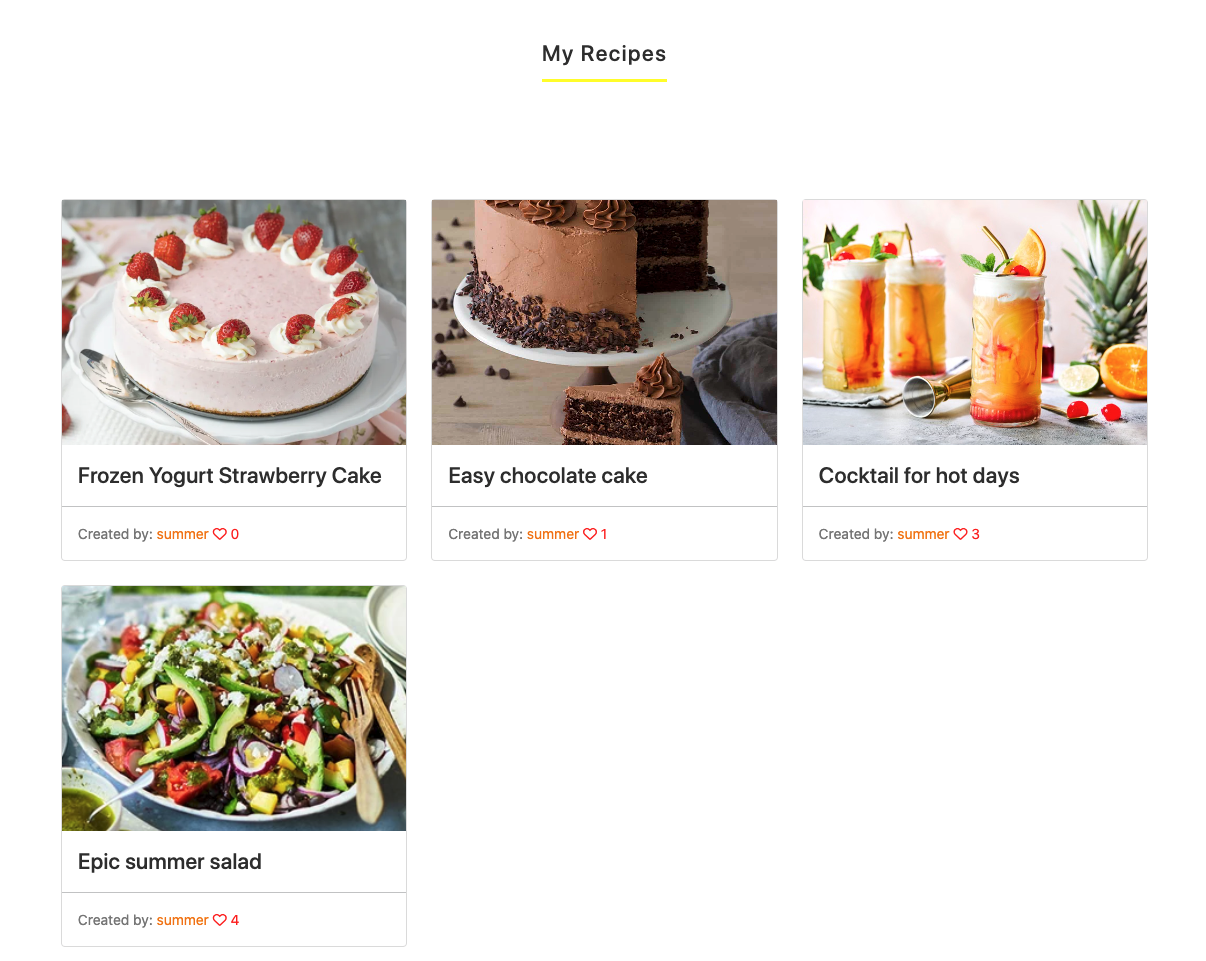 My Recipes
Frozen Yogurt Strawberry Cake
Created by: summer 0
Easy chocolate cake
Created by: summer 1
Cocktail for hot days
Created by: summer 3
Epic summer salad
Created by: summer 4